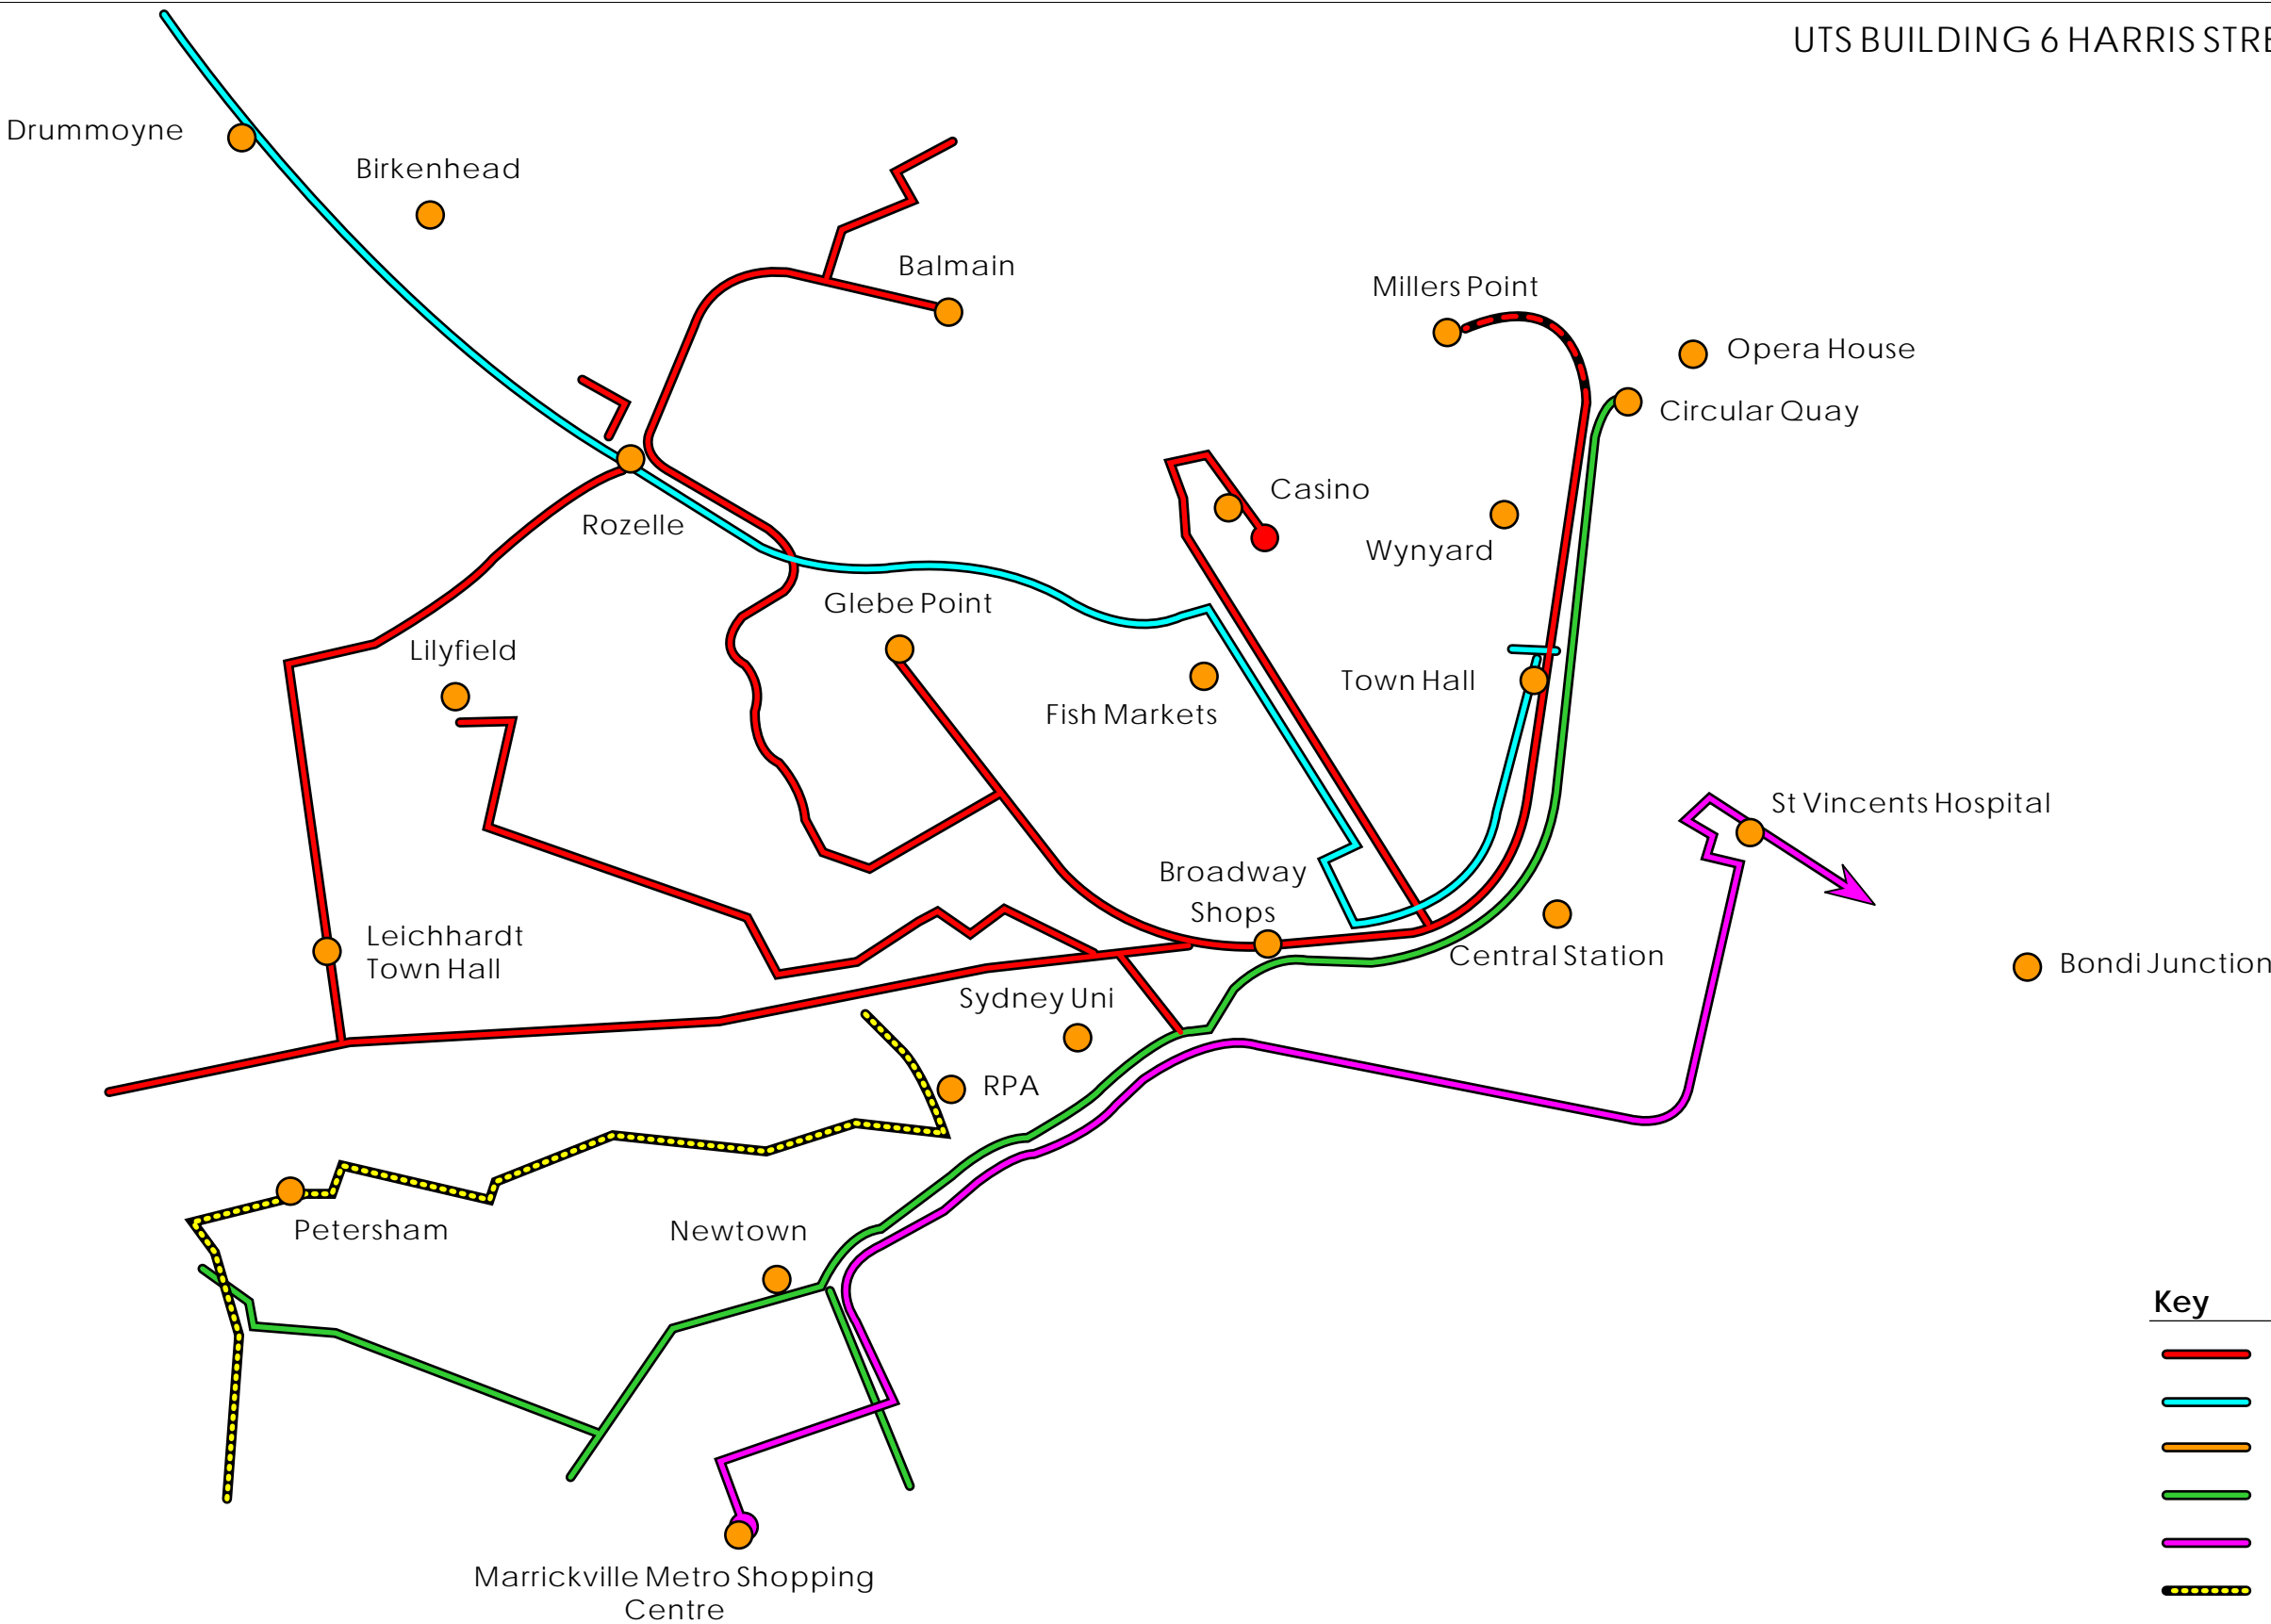 UTS BUILDING 6 HARRIS STRE
Drummoyne
Birkenhead
Balmain
Millers Point
Opera House
Circular Quay
Casino
Rozelle
Wynyard
Glebe Point
Lilyfield
Town Hall
Fish Markets
St Vincents Hospital
Broadway
Shops
Leichhardt
Town Hall
Central Station
Bondi Junction
Sydney Uni
RPA
Petersham
Newtown
Key
Marrickville Metro Shopping
Centre